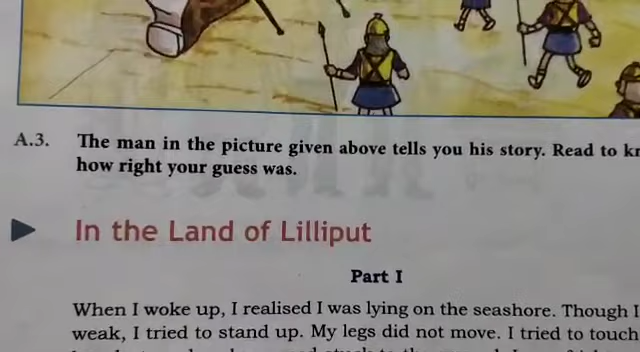 A.3. The man in the picture given above tells you his story. Read to
how right your guess was.
In the Land of Lilliput
Part I
When I woke up, I realised I was lying on the seashore. Though I
weak, I tried to stand up. My legs did not move. I tried to touch